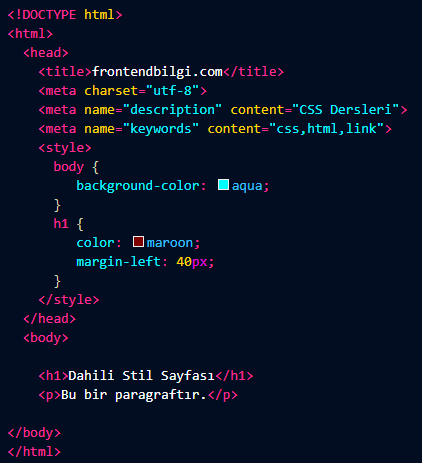 <!DOCTYPE html>
<html>
<head>
<title>frontendbilgi.com</title>
<meta charset="utf-8">
<meta name="description" content="CSS Dersleri">
<meta name="keywords" content="css,html,link">
<style>
body {
background-color: aqua;
}
h1 {
color: maroon;
margin-left: 40px;
}
</style>
</head>
<body>
<h1>Dahili Stil Sayfası</h1>
<p>Bu bir paragraftır.</p>
</body>
</html>